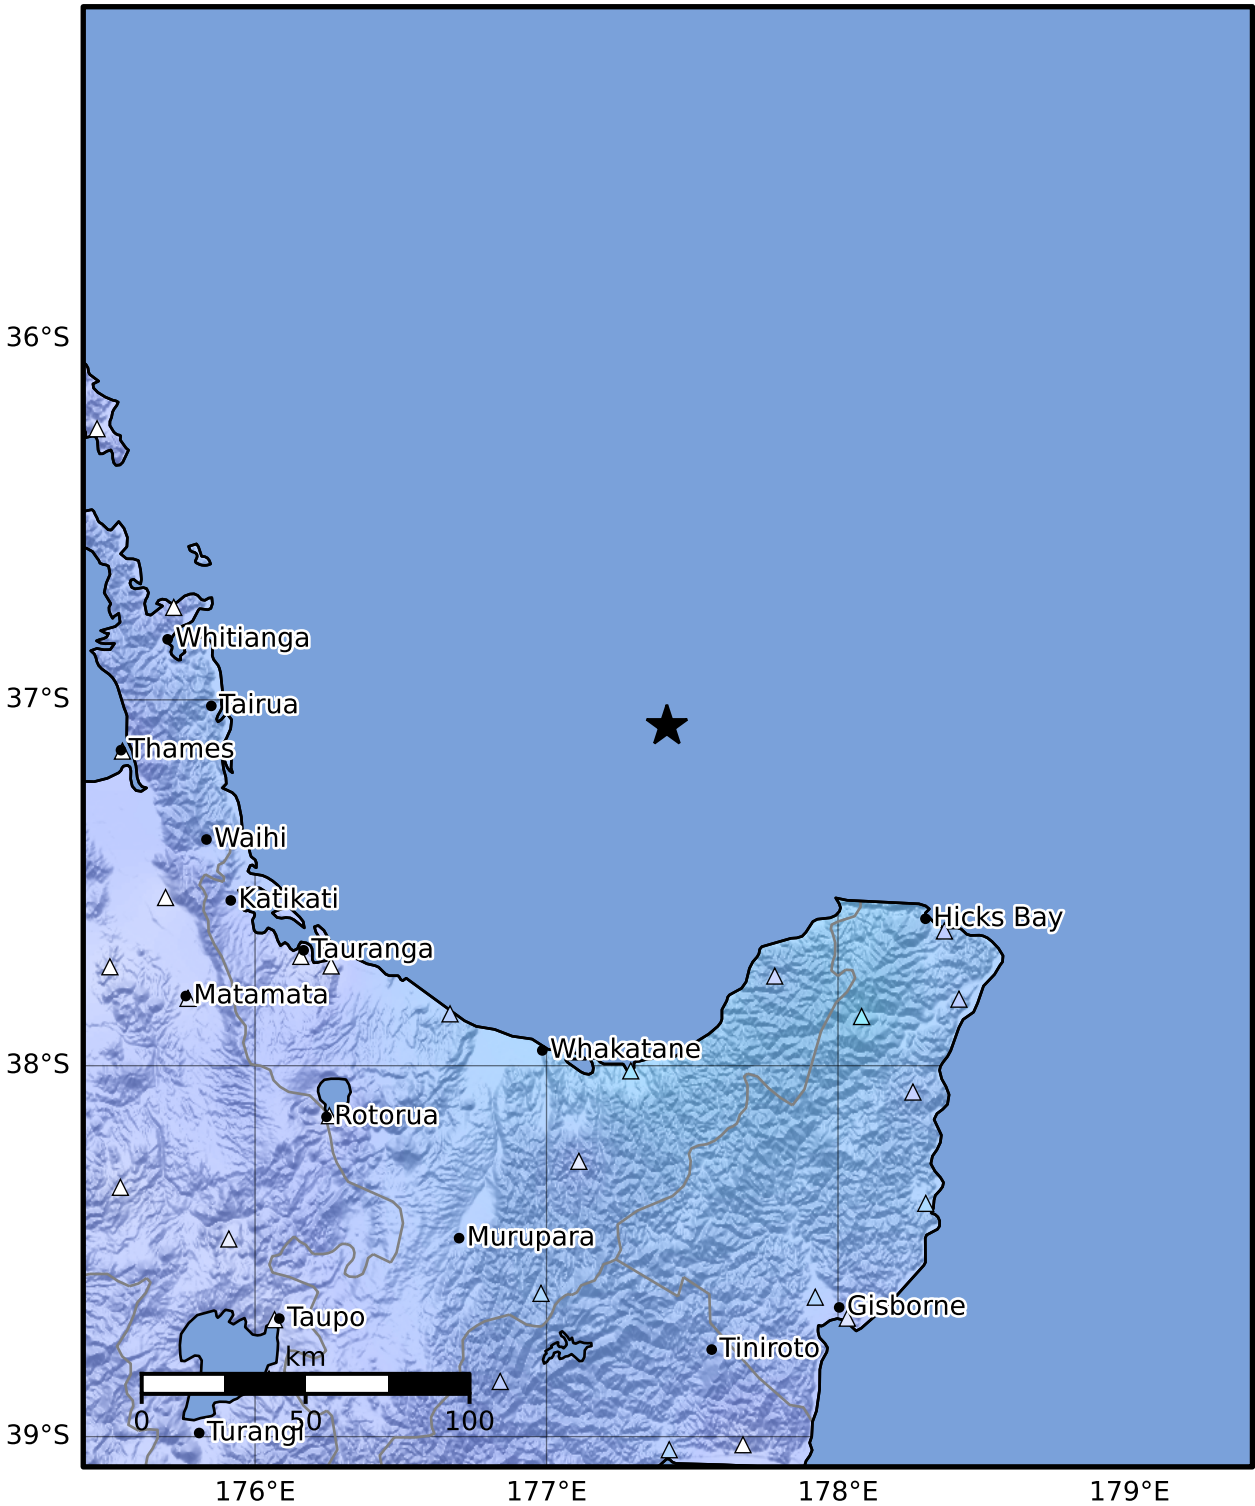 36°S
Whitianga
37°S
Tairua
Thames
Waihi
Katikati
Hicks Bay
Tauranga
Matamata
Whakatane
38°S
Rotorua
Murupara
Gisborne
Taupo
Tiniroto
km
0 50 100
Turangi
39°S
176°E 177°E 178°E 179°E